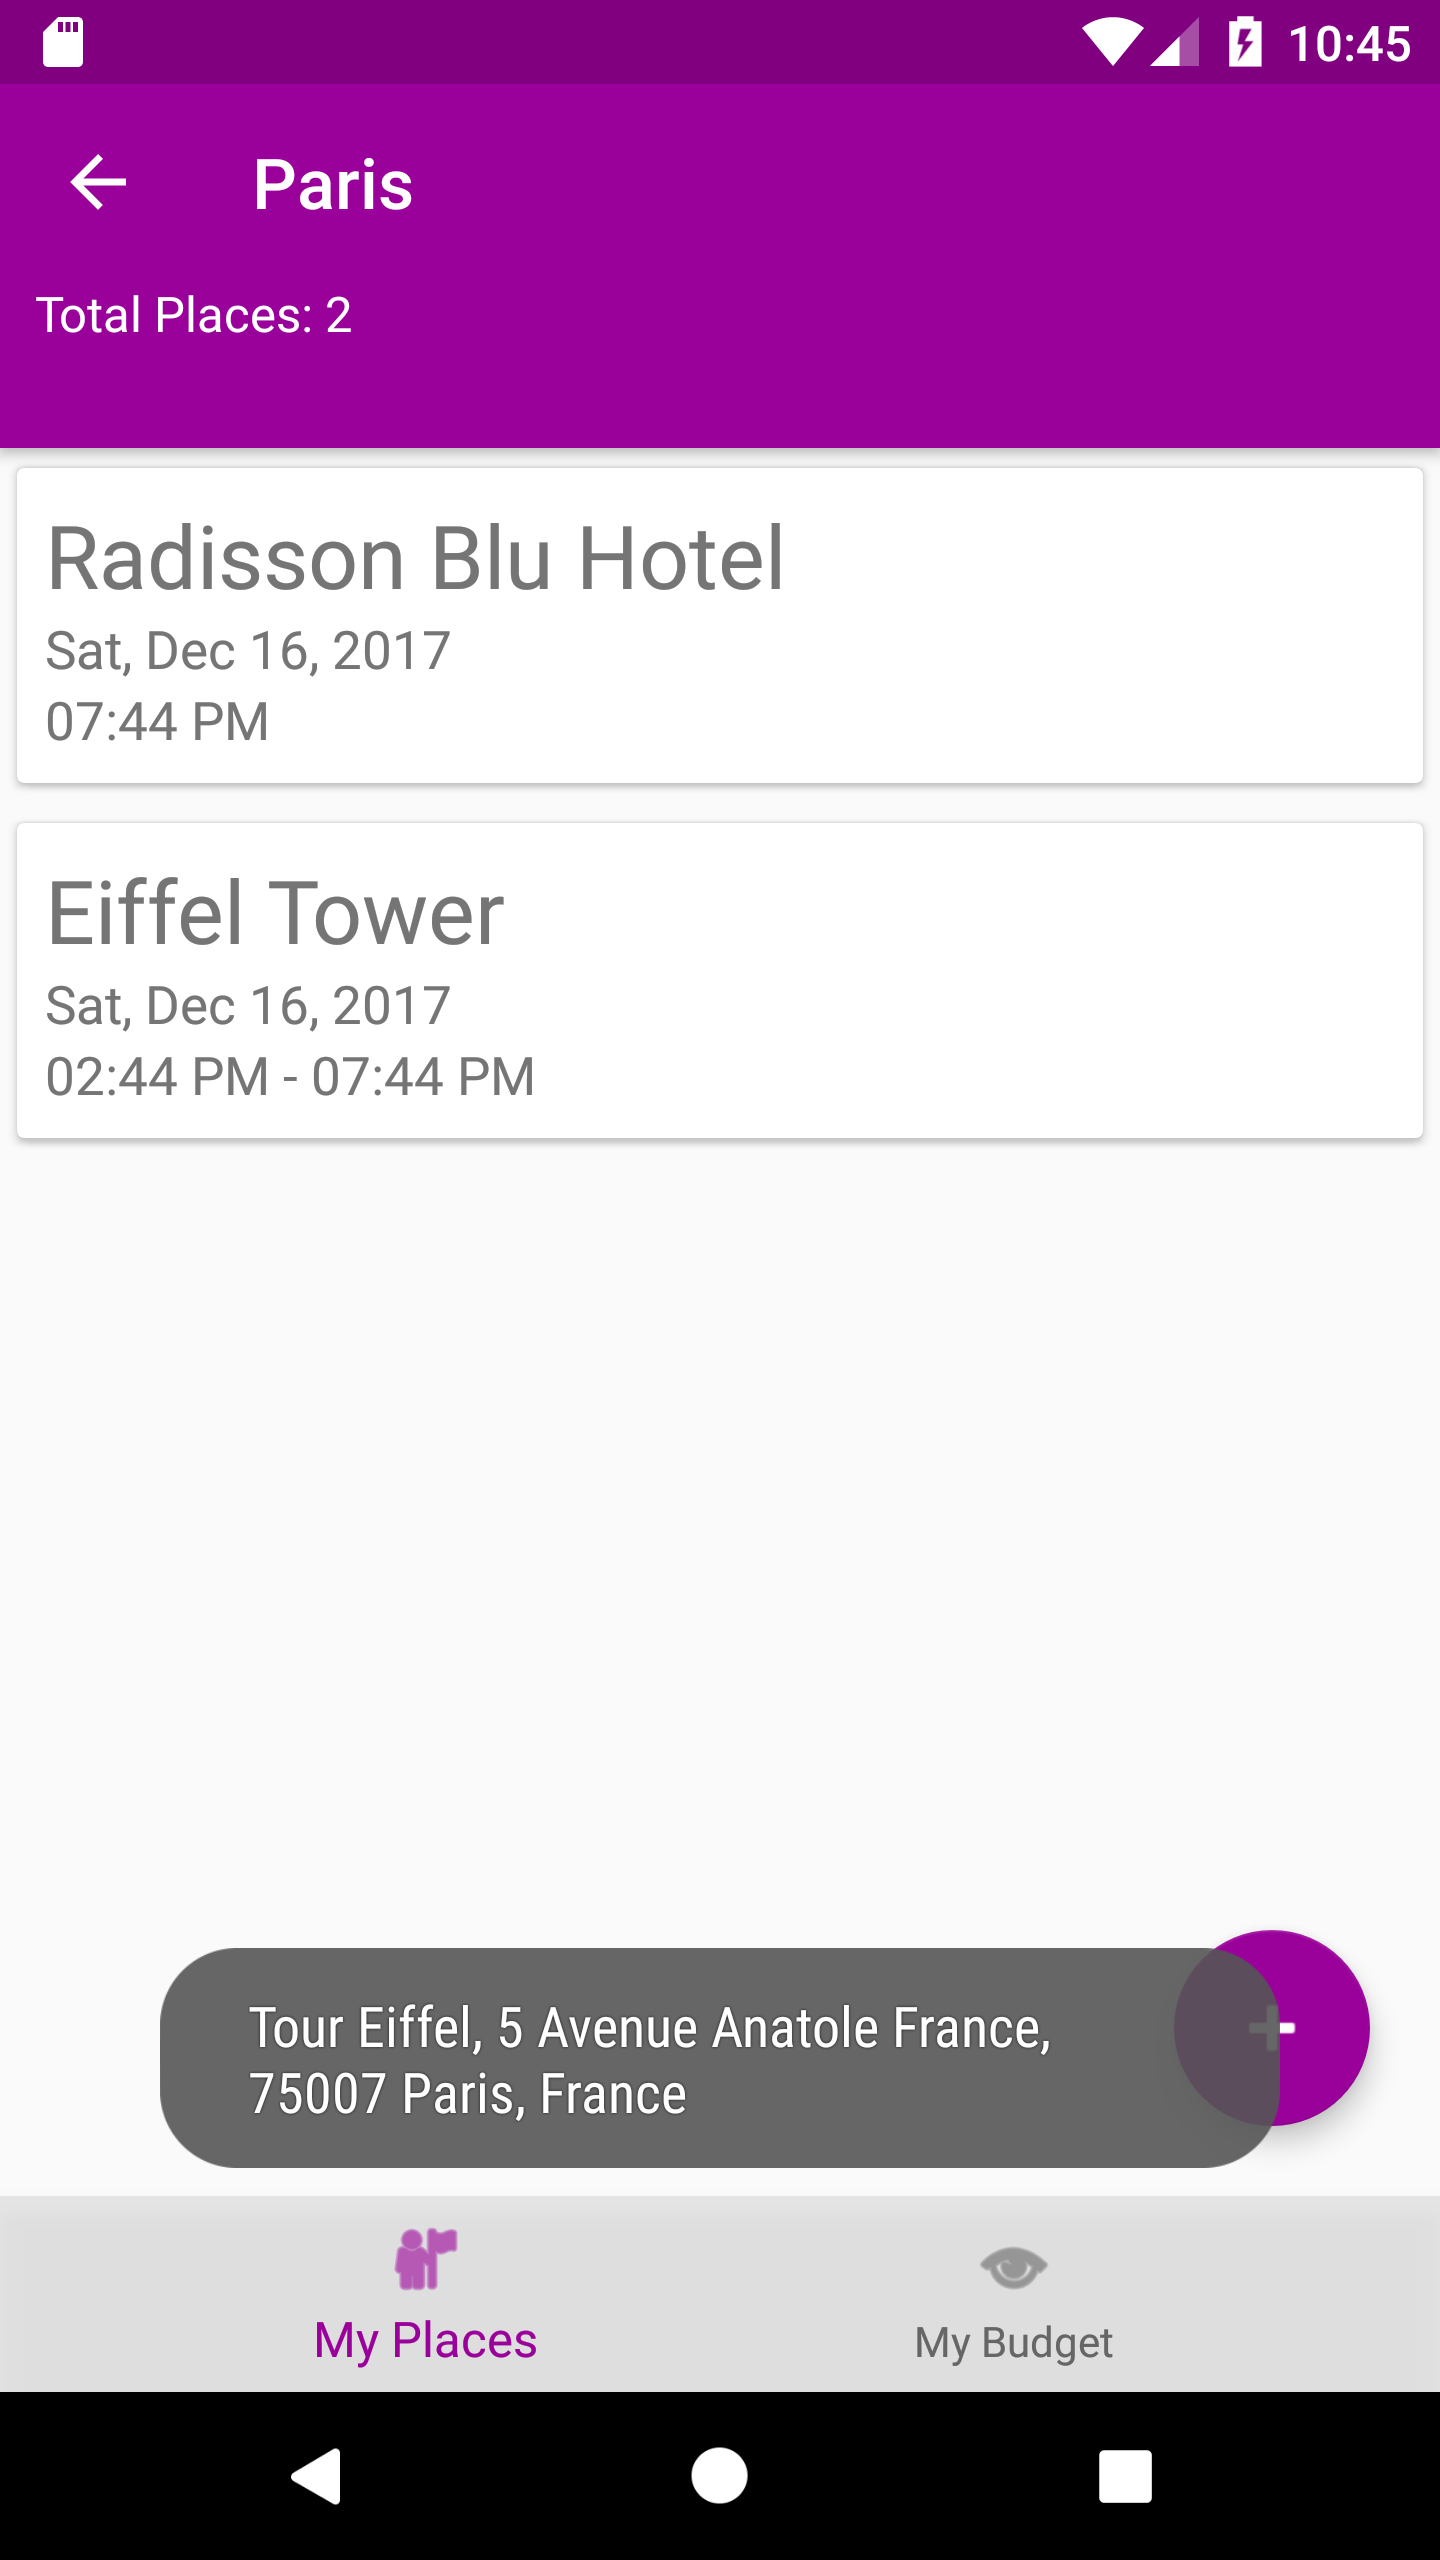 10:45
Paris
Total Places: 2
Radisson Blu Hotel
Sat, Dec 16, 2017
07:44 PM
Eiffel Tower
Sat, Dec 16, 2017
02:44 PM - 07:44 PM
Tour Eiffel, 5 Avenue Anatole France,
75007 Paris, France
My Places
My Budget